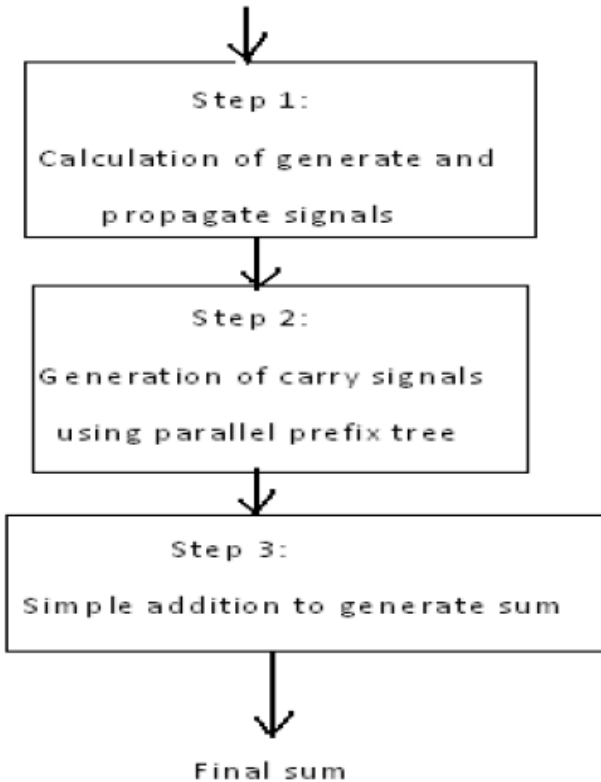 Step 1:
Calculation of generate and
propagate signals
Step 2:
Generation of carry signals
using parallel prefix tree
Step 3:
Simple addition to generate sum
Final sum